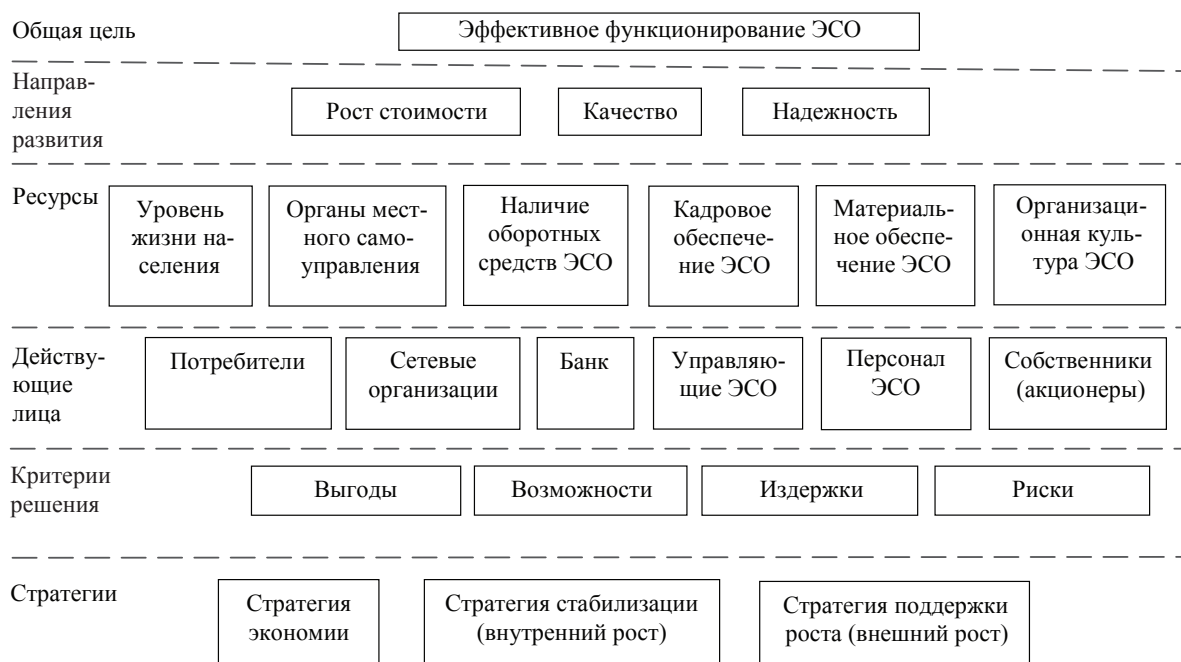 Общая цель
Эффективное функционирование ЭСО
Направ-
ления
развития
Рост стоимости
Качество
Надежность
Ресурсы
Уровень
жизни на-
селения
Органы мест-
ного само-
управления
Наличие
оборотных
средств ЭСО
Кадровое
обеспече-
ние ЭСО
Материаль-
ное обеспе-
чение ЭСО
Организаци-
онная куль-
тура ЭСО
Действу-
ющие
лица
Потребители
Сетевые
организации
Банк
Управляю-
щие ЭСО
Персонал
ЭСО
Собственники
(акционеры)
Критерии
решения
Выгоды
Возможности
Издержки
Риски
Стратегии
Стратегия
экономии
Стратегия стабилизации
(внутренний рост)
Стратегия поддержки
роста (внешний рост)